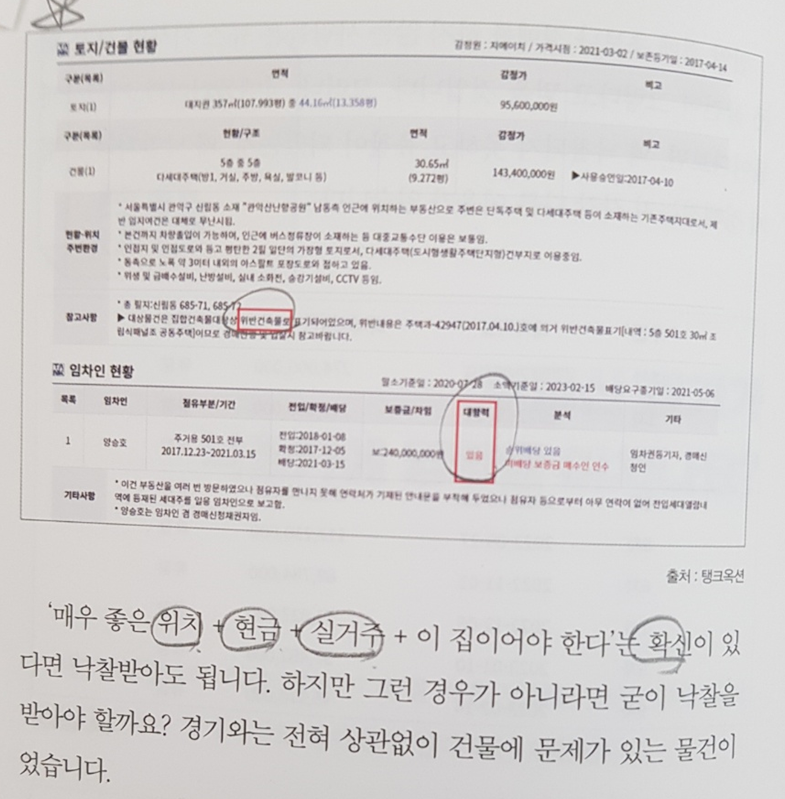 토지/건물 현황
감정원 : 지에이치 / 가격시점 : 2021-03-02 / 보존등기일 : 2017-04-14
구분(목록) 면적 감정가 비고
토지(1) 대지권 357㎡(107.993평) 중 44.16㎡(13.358평) 95,600,000원
구분(목록) 현황/구조 면적 감정가 비고
건물(1) 5층 중 5층 30.65㎡ 143,400,000원 ▶사용승인일:2017-04-10
다세대주택(방1, 거실, 주방, 욕실, 발코니 등) (9.272평)
현황·위치
주변환경
* 서울특별시 관악구 신림동 소재 "관악산난향공원" 남동측 인근에 위치하는 부동산으로 주변은 단독주택 및 다세대주택 등이 소재하는 기존주택지대로서, 제
반 입지여건은 대체로 무난시됨.
* 본건까지 차량출입이 가능하며, 인근에 버스정류장이 소재하는 등 대중교통수단 이용은 보통임.
* 인접지 및 인접도로와 등고 평탄한 2필 일단의 가장형 토지로서, 다세대주택(도시형생활주택단지형)건부지로 이용중임.
* 동측으로 노폭 약 3미터 내외의 아스팔트 포장도로와 접하고 있음.
* 위생 및 급배수설비, 난방설비, 실내 소화전, 승강기설비, CCTV 등임.
참고사항
* 총 필지:신림동 685-71, 685-72
▶ 대상물건은 집합건축물대장상 위반건축물로 표기되어있으며, 위반내용은 주택과-42947(2017.04.10.)호에 의거 위반건축물표기[내역 : 5층 501호 30㎡ 조
립식패널조 공동주택]이므로 경매진행 및 입찰시 참고바랍니다.
임차인 현황
말소기준일 : 2020-07-28 소액기준일 : 2023-02-15 배당요구종기일 : 2021-05-06
목록 임차인 점유부분/기간 전입/확정/배당 보증금/차임 대항력 분석 기타
1 양승호 주거용 501호 전부
2017.12.23~2021.03.15
전입:2018-01-08
확정:2017-12-05
배당:2021-03-15
보:240,000,000원 있음 순위배당 있음
미배당 보증금 매수인 인수
임차권등기자, 경매신
청인
기타사항
* 이건 부동산을 여러 번 방문하였으나 점유자를 만나지 못해 연락처가 기재된 안내문을 부착해 두었으나 점유자 등으로부터 아무 연락이 없어 전입세대열람내
역에 등재된 세대주를 일응 임차인으로 보고함.
* 양승호는 임차인 겸 경매신청채권자임.
출처 : 탱크옥션
'매우 좋은 위치 + 현금 + 실거주 + 이 집이어야 한다'는 확신이 있
다면 낙찰받아도 됩니다. 하지만 그런 경우가 아니라면 굳이 낙찰을
받아야 할까요? 경기와는 전혀 상관없이 건물에 문제가 있는 물건이
었습니다.